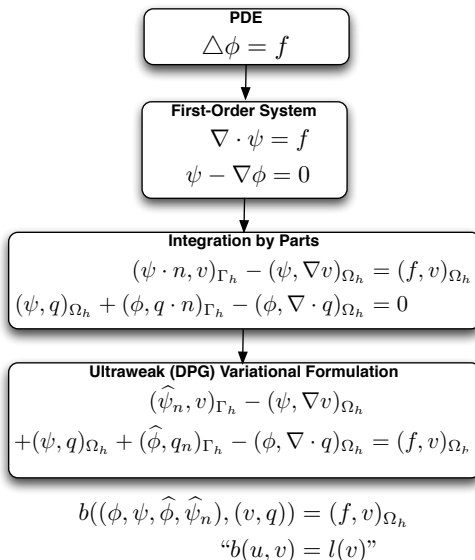 PDE
△ϕ = f
First-Order System
∇ · ψ = f
ψ − ∇ϕ = 0
Integration by Parts
(ψ · n, v)_{Γ_h} − (ψ, ∇v)_{Ω_h} = (f, v)_{Ω_h}
(ψ, q)_{Ω_h} + (ϕ, q · n)_{Γ_h} − (ϕ, ∇ · q)_{Ω_h} = 0
Ultraweak (DPG) Variational Formulation
(ψ̂_n, v)_{Γ_h} − (ψ, ∇v)_{Ω_h}
+(ψ, q)_{Ω_h} + (ϕ̂, q_n)_{Γ_h} − (ϕ, ∇ · q)_{Ω_h} = (f, v)_{Ω_h}
b((ϕ, ψ, ϕ̂, ψ̂_n), (v, q)) = (f, v)_{Ω_h}
“b(u, v) = l(v)”